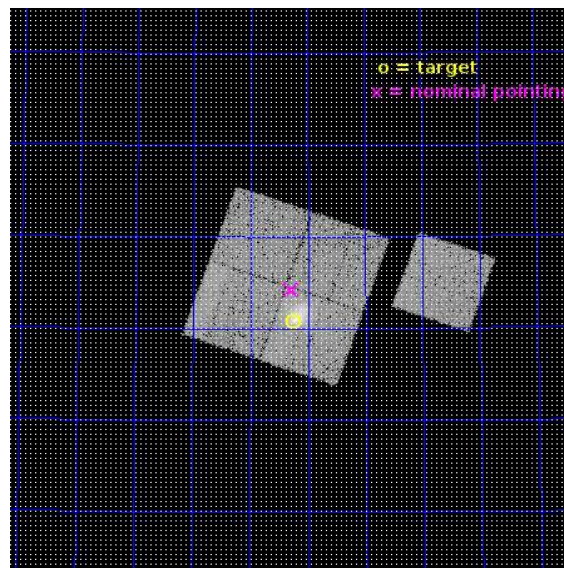 o = target
x = nominal pointing